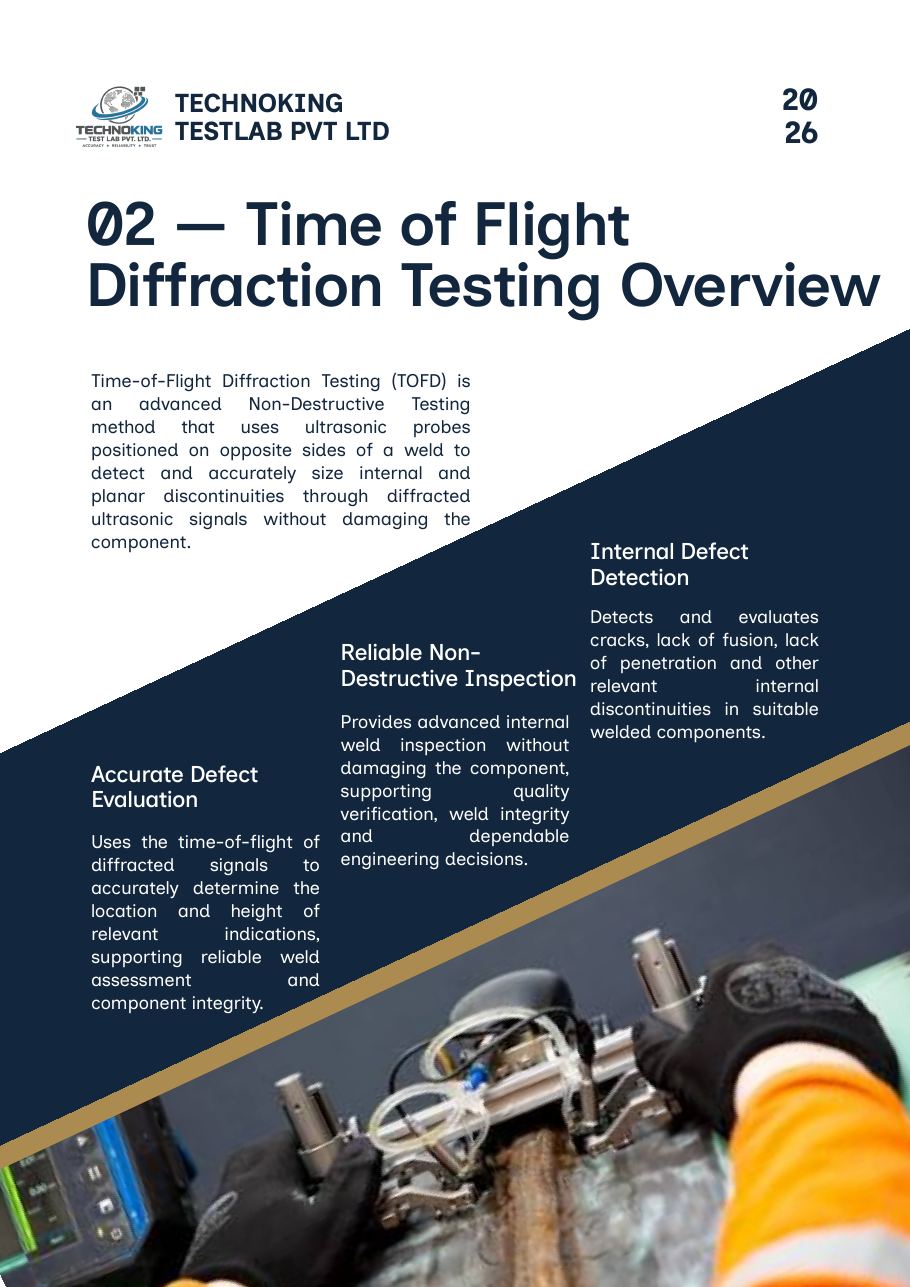 TECHNOKING
TEST LAB PVT. LTD.
ACCURACY • RELIABILITY • TRUST
TECHNOKING
TESTLAB PVT LTD
20
26
02 — Time of Flight
Diffraction Testing Overview
Time-of-Flight Diffraction Testing (TOFD) is
an advanced Non-Destructive Testing
method that uses ultrasonic probes
positioned on opposite sides of a weld to
detect and accurately size internal and
planar discontinuities through diffracted
ultrasonic signals without damaging the
component.
Internal Defect
Detection
Detects and evaluates
cracks, lack of fusion, lack
of penetration and other
relevant internal
discontinuities in suitable
welded components.
Reliable Non-
Destructive Inspection
Provides advanced internal
weld inspection without
damaging the component,
supporting quality
verification, weld integrity
and dependable
engineering decisions.
Accurate Defect
Evaluation
Uses the time-of-flight of
diffracted signals to
accurately determine the
location and height of
relevant indications,
supporting reliable weld
assessment and
component integrity.